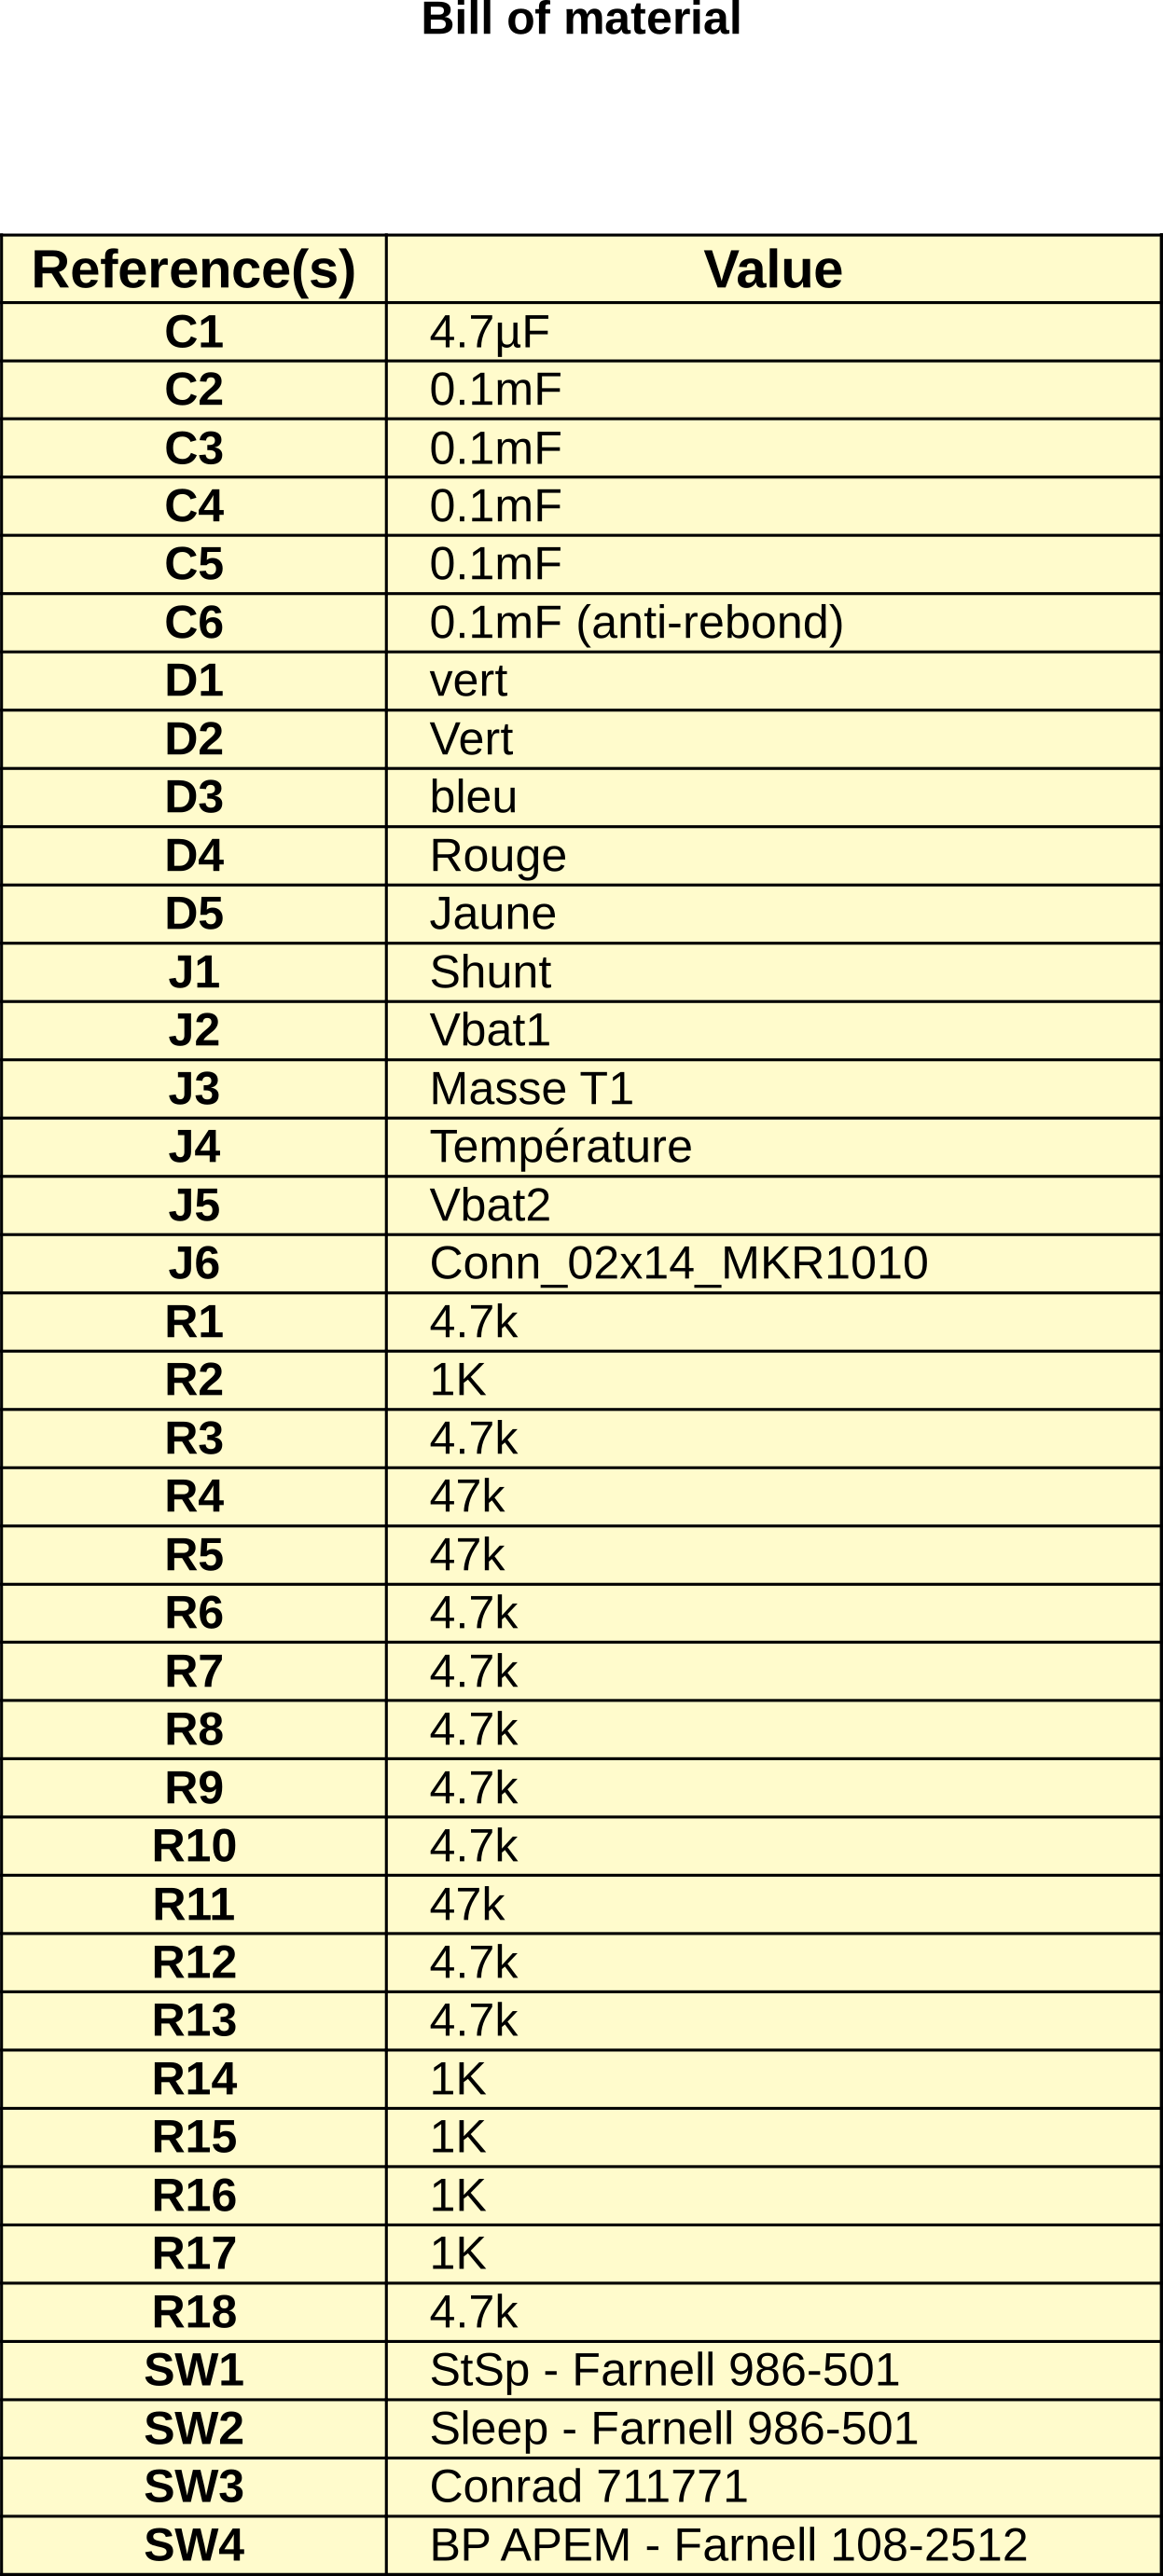 Bill of material
Reference(s) Value
C1 4.7µF
C2 0.1mF
C3 0.1mF
C4 0.1mF
C5 0.1mF
C6 0.1mF (anti-rebond)
D1 vert
D2 Vert
D3 bleu
D4 Rouge
D5 Jaune
J1 Shunt
J2 Vbat1
J3 Masse T1
J4 Température
J5 Vbat2
J6 Conn_02x14_MKR1010
R1 4.7k
R2 1K
R3 4.7k
R4 47k
R5 47k
R6 4.7k
R7 4.7k
R8 4.7k
R9 4.7k
R10 4.7k
R11 47k
R12 4.7k
R13 4.7k
R14 1K
R15 1K
R16 1K
R17 1K
R18 4.7k
SW1 StSp - Farnell 986-501
SW2 Sleep - Farnell 986-501
SW3 Conrad 711771
SW4 BP APEM - Farnell 108-2512